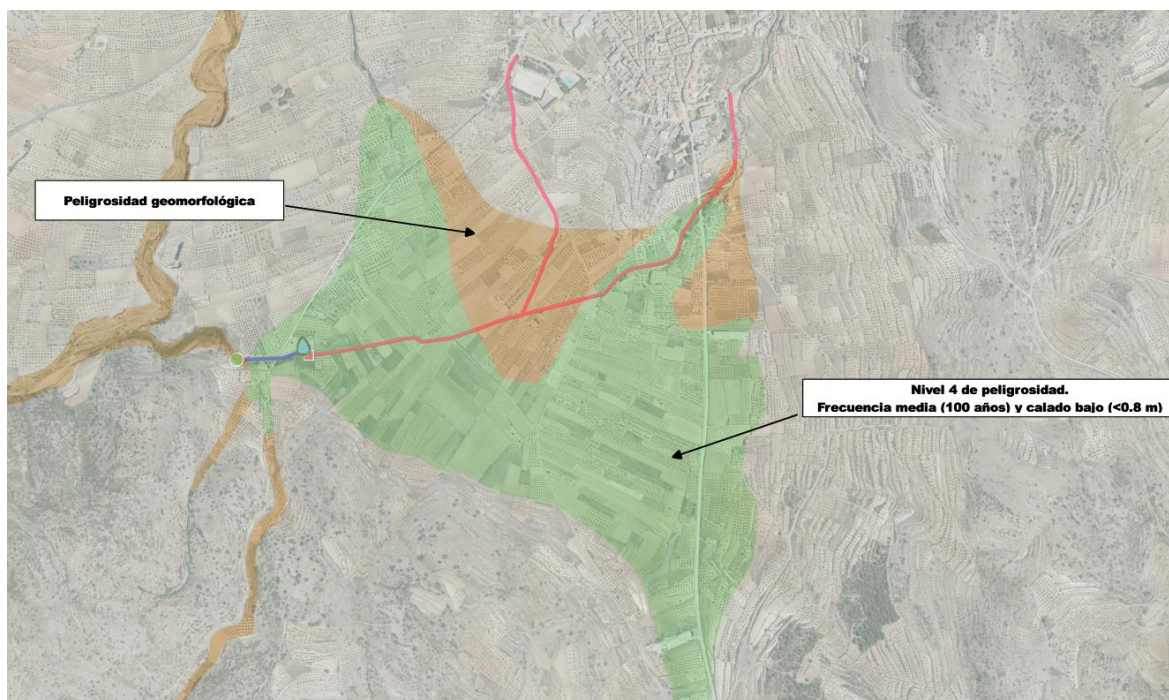 Peligrosidad geomorfológica
Nivel 4 de peligrosidad.
Frecuencia media (100 años) y calado bajo (<0.8 m)